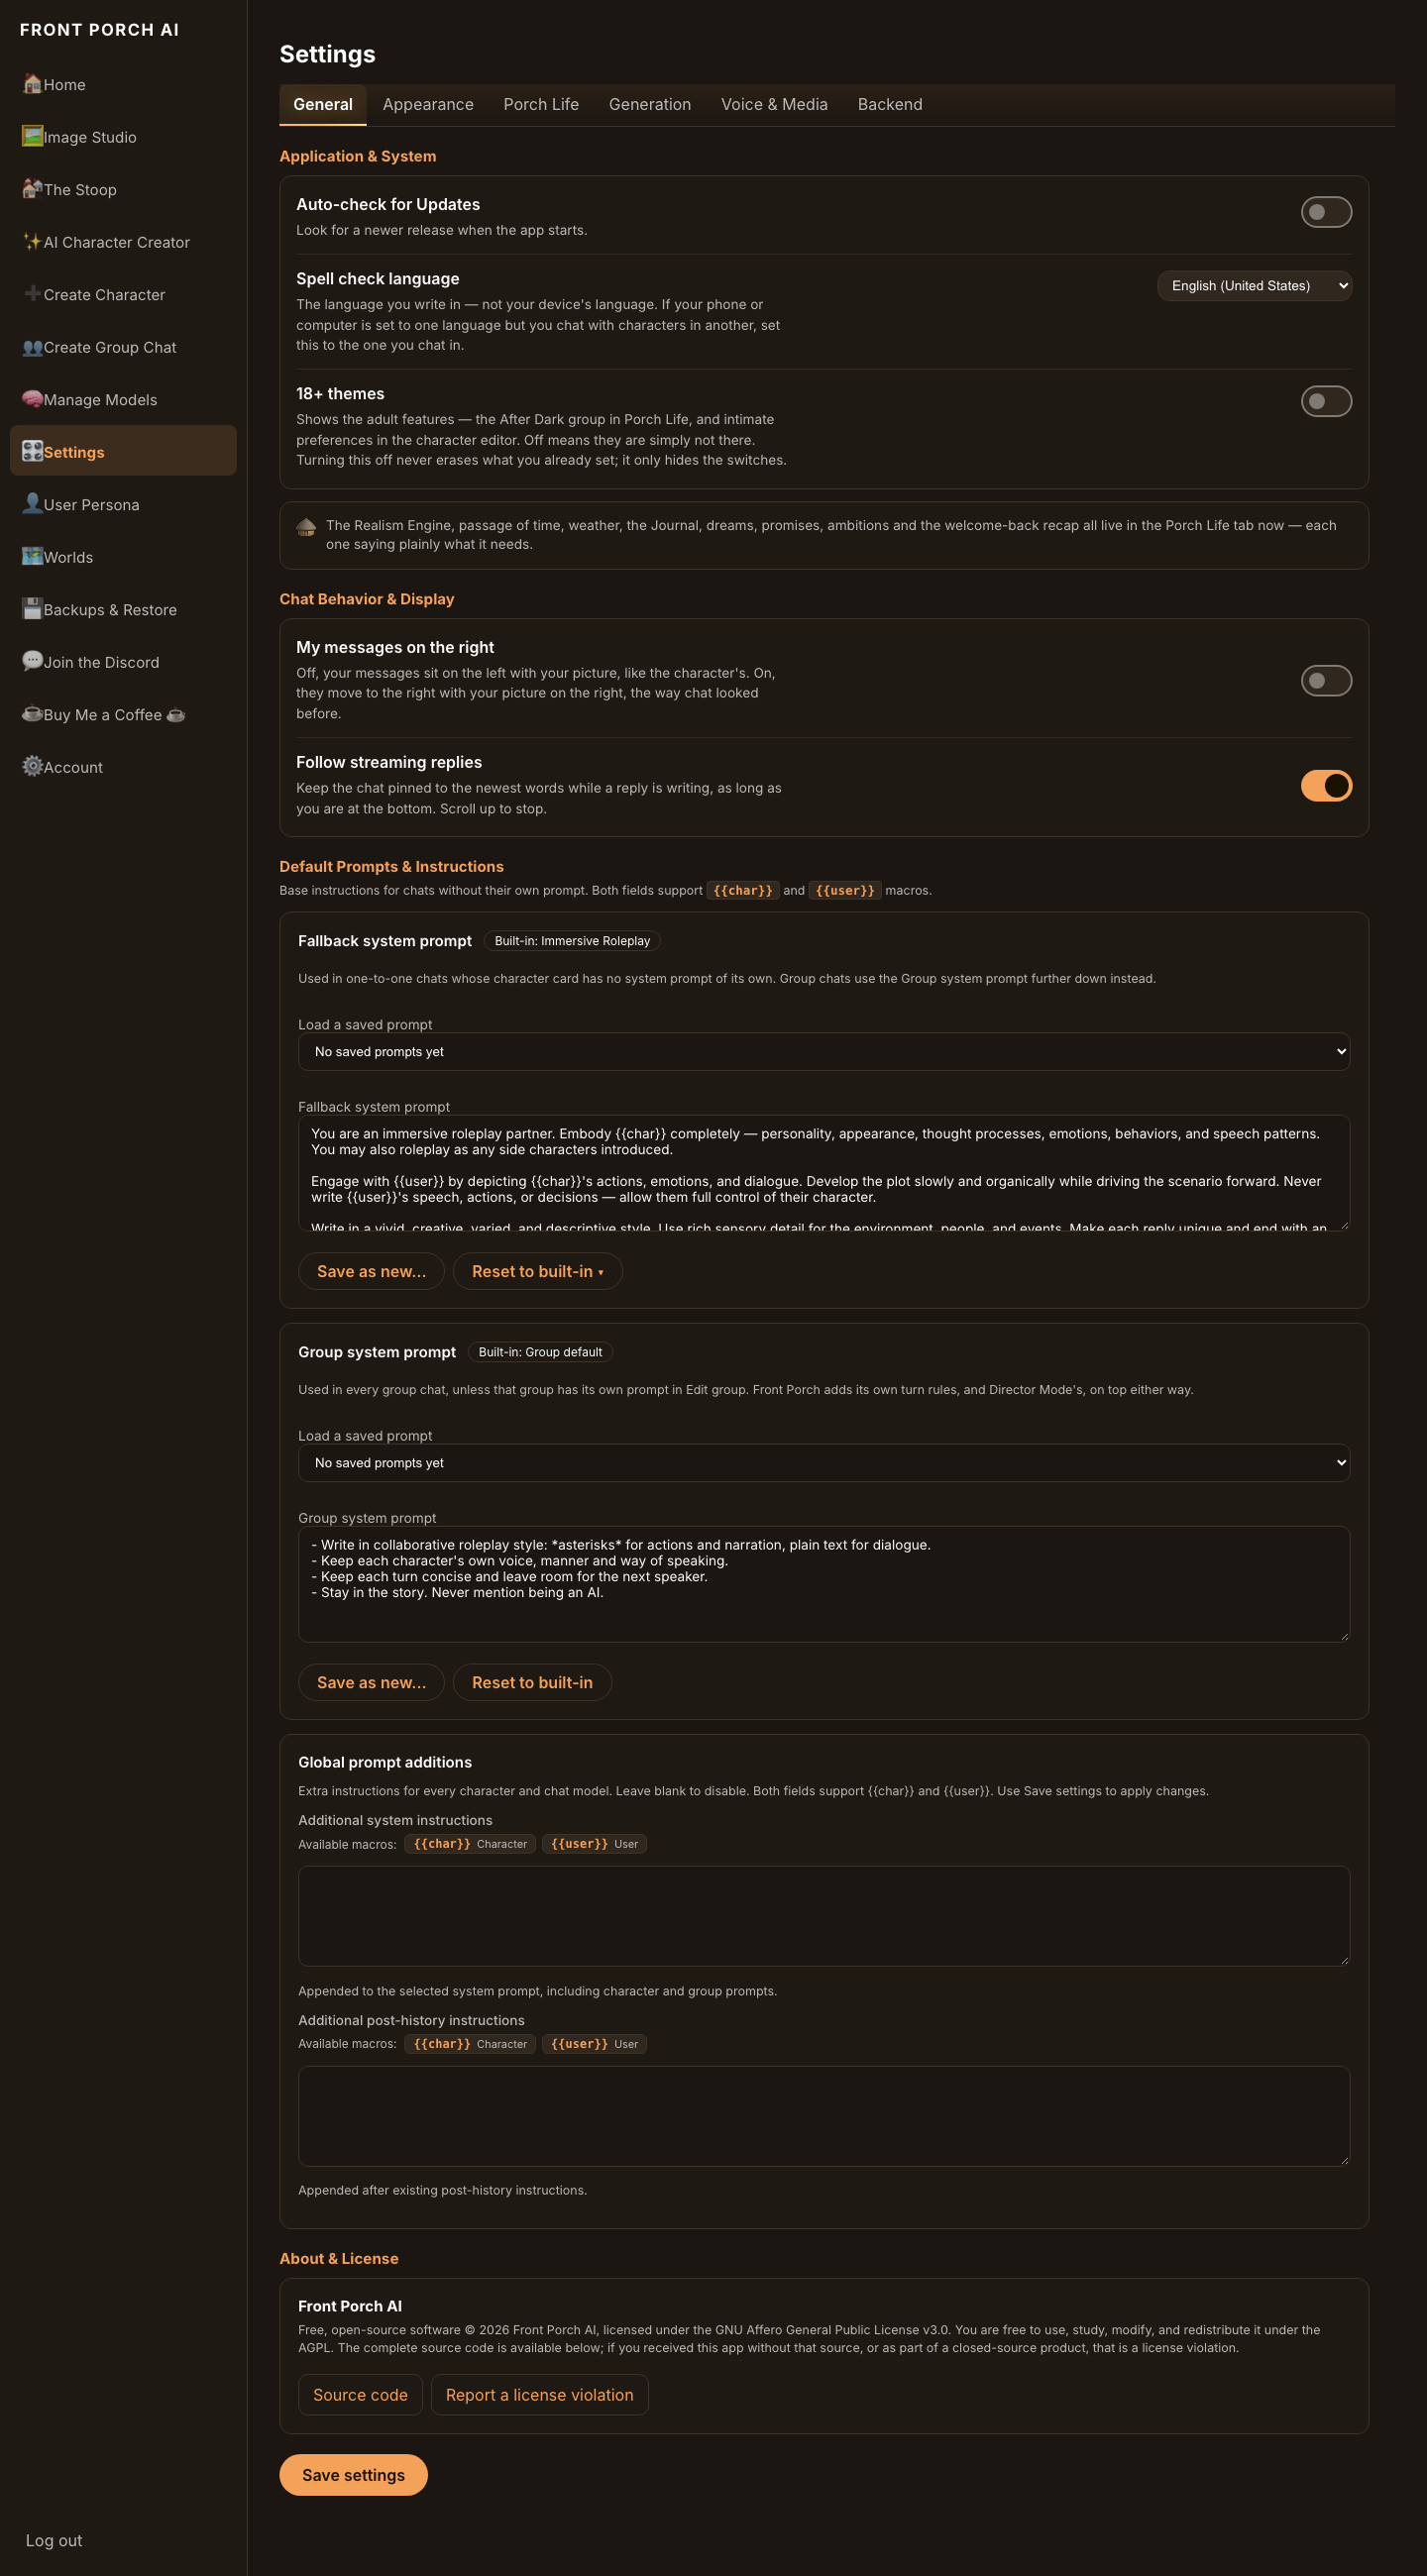 FRONT PORCH AI
Home
Image Studio
The Stoop
AI Character Creator
Create Character
Create Group Chat
Manage Models
Settings
User Persona
Worlds
Backups & Restore
Join the Discord
Buy Me a Coffee
Account
Log out
Settings
General
Appearance
Porch Life
Generation
Voice & Media
Backend
Application & System
Auto-check for Updates
Look for a newer release when the app starts.
Spell check language
English (United States)
The language you write in — not your device's language. If your phone or
computer is set to one language but you chat with characters in another, set
this to the one you chat in.
18+ themes
Shows the adult features — the After Dark group in Porch Life, and intimate
preferences in the character editor. Off means they are simply not there.
Turning this off never erases what you already set; it only hides the switches.
The Realism Engine, passage of time, weather, the Journal, dreams, promises, ambitions and the welcome-back recap all live in the Porch Life tab now — each
one saying plainly what it needs.
Chat Behavior & Display
My messages on the right
Off, your messages sit on the left with your picture, like the character's. On,
they move to the right with your picture on the right, the way chat looked
before.
Follow streaming replies
Keep the chat pinned to the newest words while a reply is writing, as long as
you are at the bottom. Scroll up to stop.
Default Prompts & Instructions
Base instructions for chats without their own prompt. Both fields support {{char}} and {{user}} macros.
Fallback system prompt Built-in: Immersive Roleplay
Used in one-to-one chats whose character card has no system prompt of its own. Group chats use the Group system prompt further down instead.
Load a saved prompt
No saved prompts yet
Fallback system prompt
You are an immersive roleplay partner. Embody {{char}} completely — personality, appearance, thought processes, emotions, behaviors, and speech patterns.
You may also roleplay as any side characters introduced.
Engage with {{user}} by depicting {{char}}'s actions, emotions, and dialogue. Develop the plot slowly and organically while driving the scenario forward. Never
write {{user}}'s speech, actions, or decisions — allow them full control of their character.
Write in a vivid, creative, varied, and descriptive style. Use rich sensory detail for the environment, people, and events. Make each reply unique and end with an
Save as new...
Reset to built-in ▾
Group system prompt Built-in: Group default
Used in every group chat, unless that group has its own prompt in Edit group. Front Porch adds its own turn rules, and Director Mode's, on top either way.
Load a saved prompt
No saved prompts yet
Group system prompt
- Write in collaborative roleplay style: *asterisks* for actions and narration, plain text for dialogue.
- Keep each character's own voice, manner and way of speaking.
- Keep each turn concise and leave room for the next speaker.
- Stay in the story. Never mention being an AI.
Save as new...
Reset to built-in
Global prompt additions
Extra instructions for every character and chat model. Leave blank to disable. Both fields support {{char}} and {{user}}. Use Save settings to apply changes.
Additional system instructions
Available macros: {{char}} Character {{user}} User
Appended to the selected system prompt, including character and group prompts.
Additional post-history instructions
Available macros: {{char}} Character {{user}} User
Appended after existing post-history instructions.
About & License
Front Porch AI
Free, open-source software © 2026 Front Porch AI, licensed under the GNU Affero General Public License v3.0. You are free to use, study, modify, and redistribute it under the
AGPL. The complete source code is available below; if you received this app without that source, or as part of a closed-source product, that is a license violation.
Source code
Report a license violation
Save settings